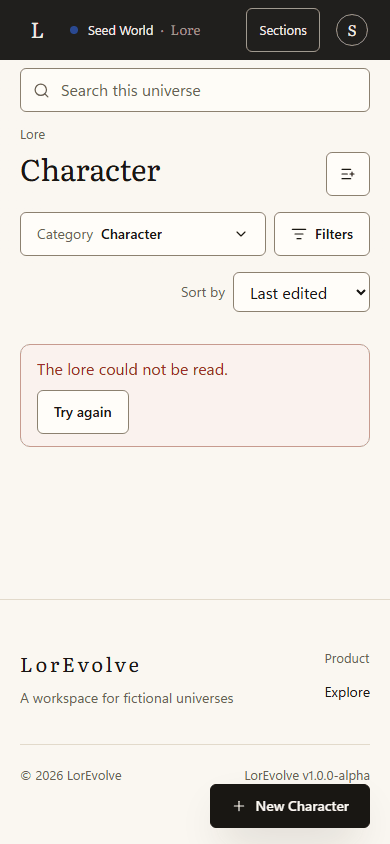 L
Seed World · Lore
Sections
S
Search this universe
Lore
Character
Category Character
Filters
Sort by
Last edited
The lore could not be read.
Try again
LorEvolve
Product
A workspace for fictional universes
Explore
© 2026 LorEvolve
LorEvolve v1.0.0-alpha
New Character